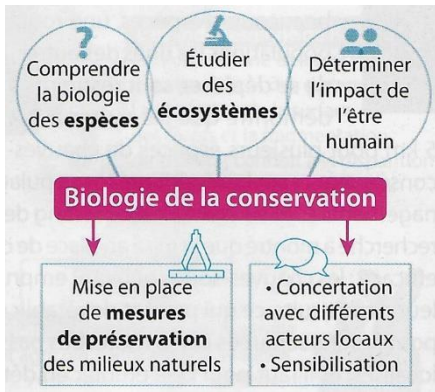 ?
Comprendre
la biologie
des espèces
Étudier
des
écosystèmes
Déterminer
l'impact de
l'être
humain
Biologie de la conservation
Mise en place
de mesures
de préservation
des milieux naturels
• Concertation
avec différents
acteurs locaux
• Sensibilisation